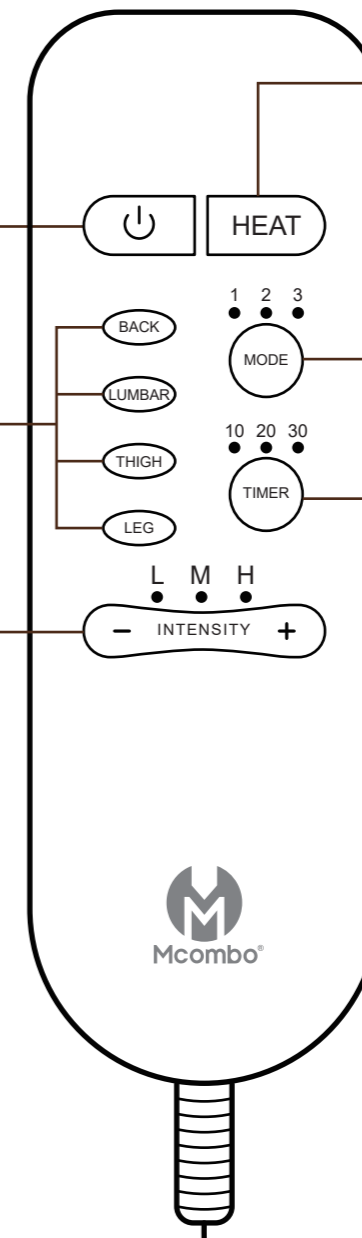 HEAT
1 2 3
BACK
MODE
LUMBAR
10 20 30
THIGH
TIMER
LEG
L M H
- INTENSITY +
Mcombo®